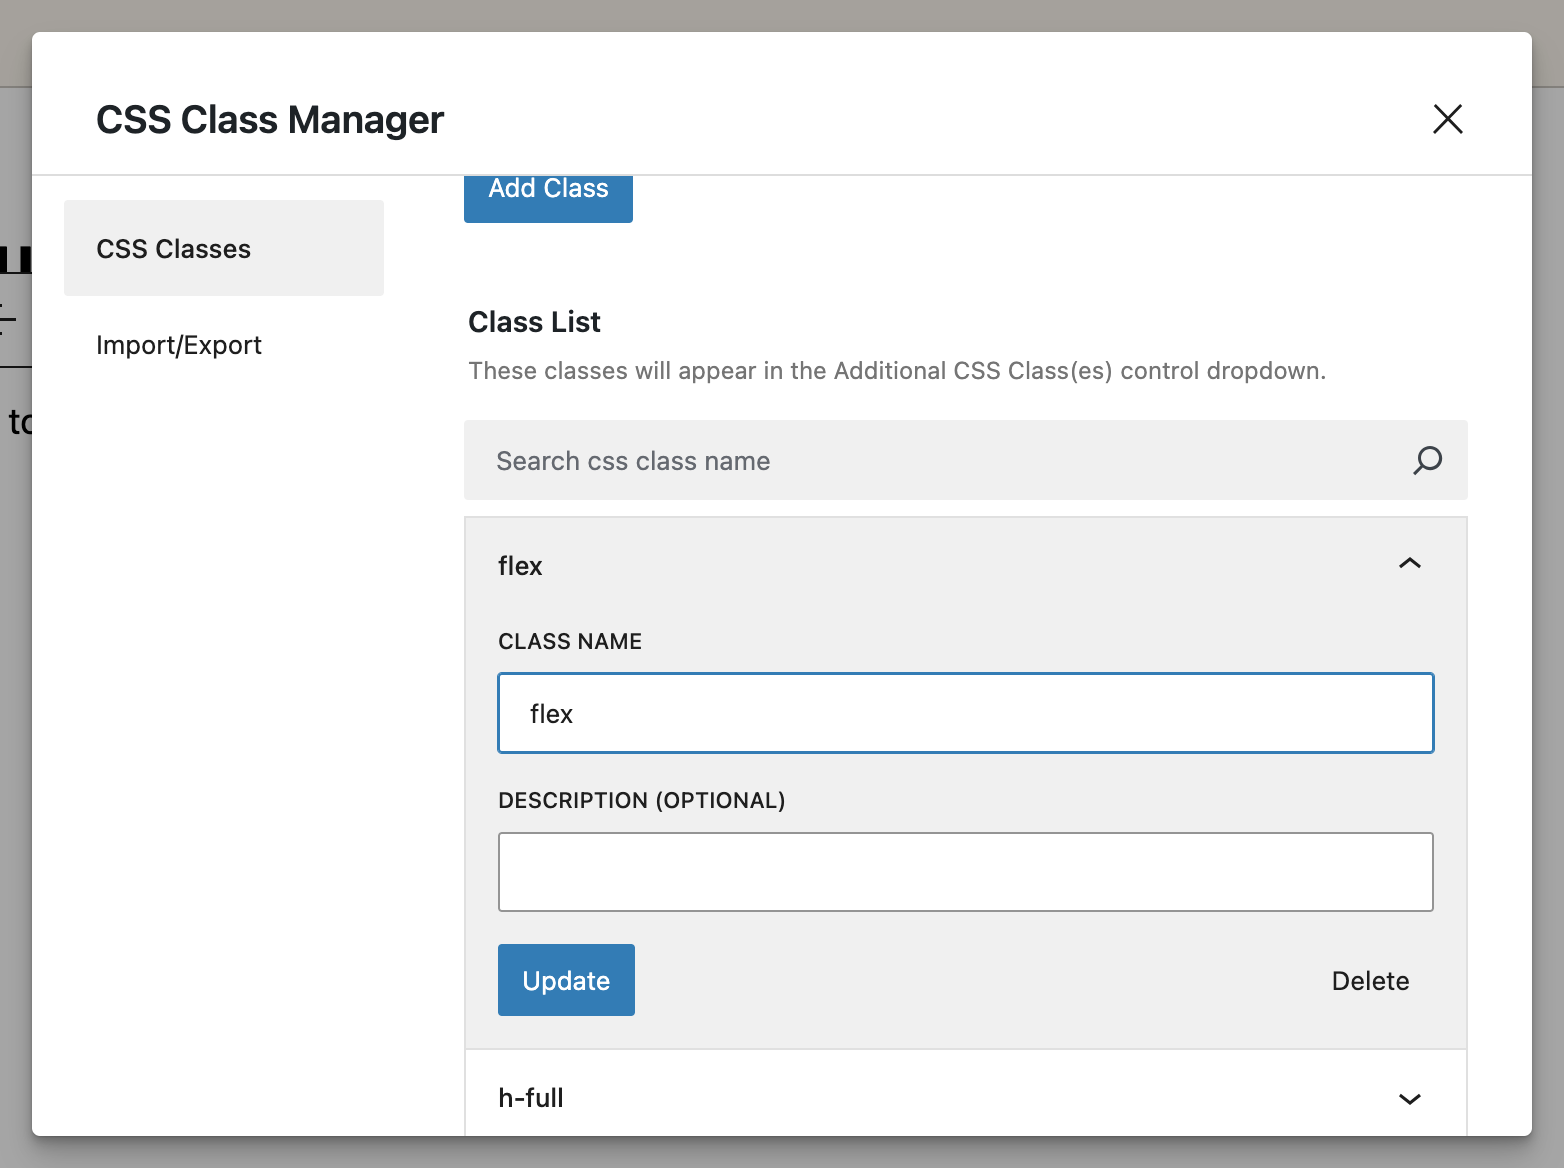 CSS Class Manager
CSS Classes
Import/Export
Add Class
Class List
These classes will appear in the Additional CSS Class(es) control dropdown.
Search css class name
flex
CLASS NAME
flex
DESCRIPTION (OPTIONAL)
Update
Delete
h-full
to